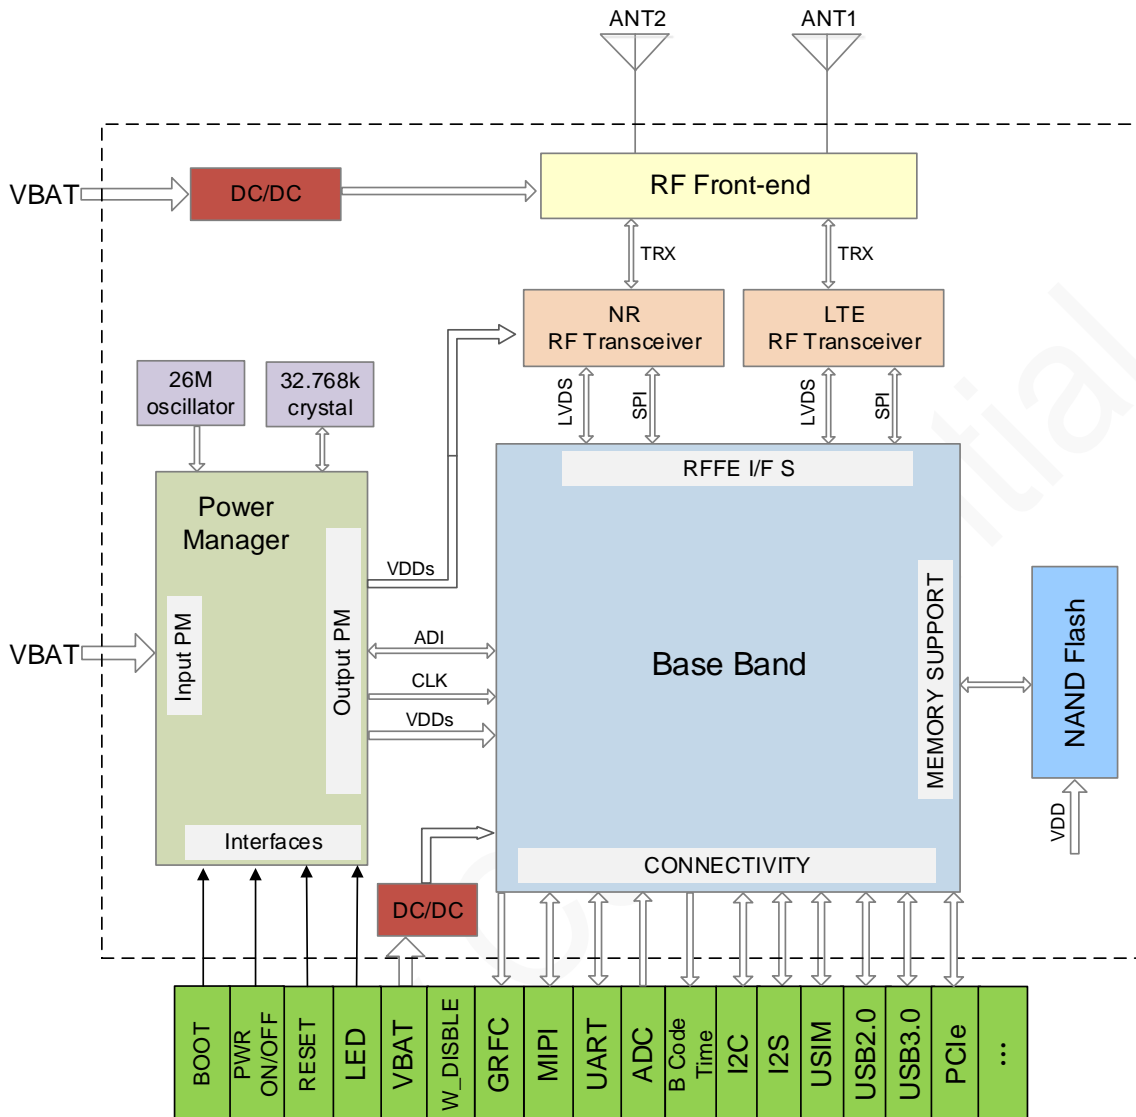 ANT2
ANT1
VBAT
DC/DC
RF Front-end
TRX
TRX
NR
RF Transceiver
LTE
RF Transceiver
26M
oscillator
32.768k
crystal
LVDS
SPI
LVDS
SPI
RFFE I/F S
Power
Manager
VDDs
Input PM
Output PM
VBAT
ADI
CLK
VDDs
Base Band
MEMORY SUPPORT
NAND Flash
VDD
Interfaces
CONNECTIVITY
DC/DC
BOOT
PWR
ON/OFF
RESET
LED
VBAT
W_DISBLE
GRFC
MIPI
UART
ADC
B Code
Time
I2C
I2S
USIM
USB2.0
USB3.0
PCIe
...